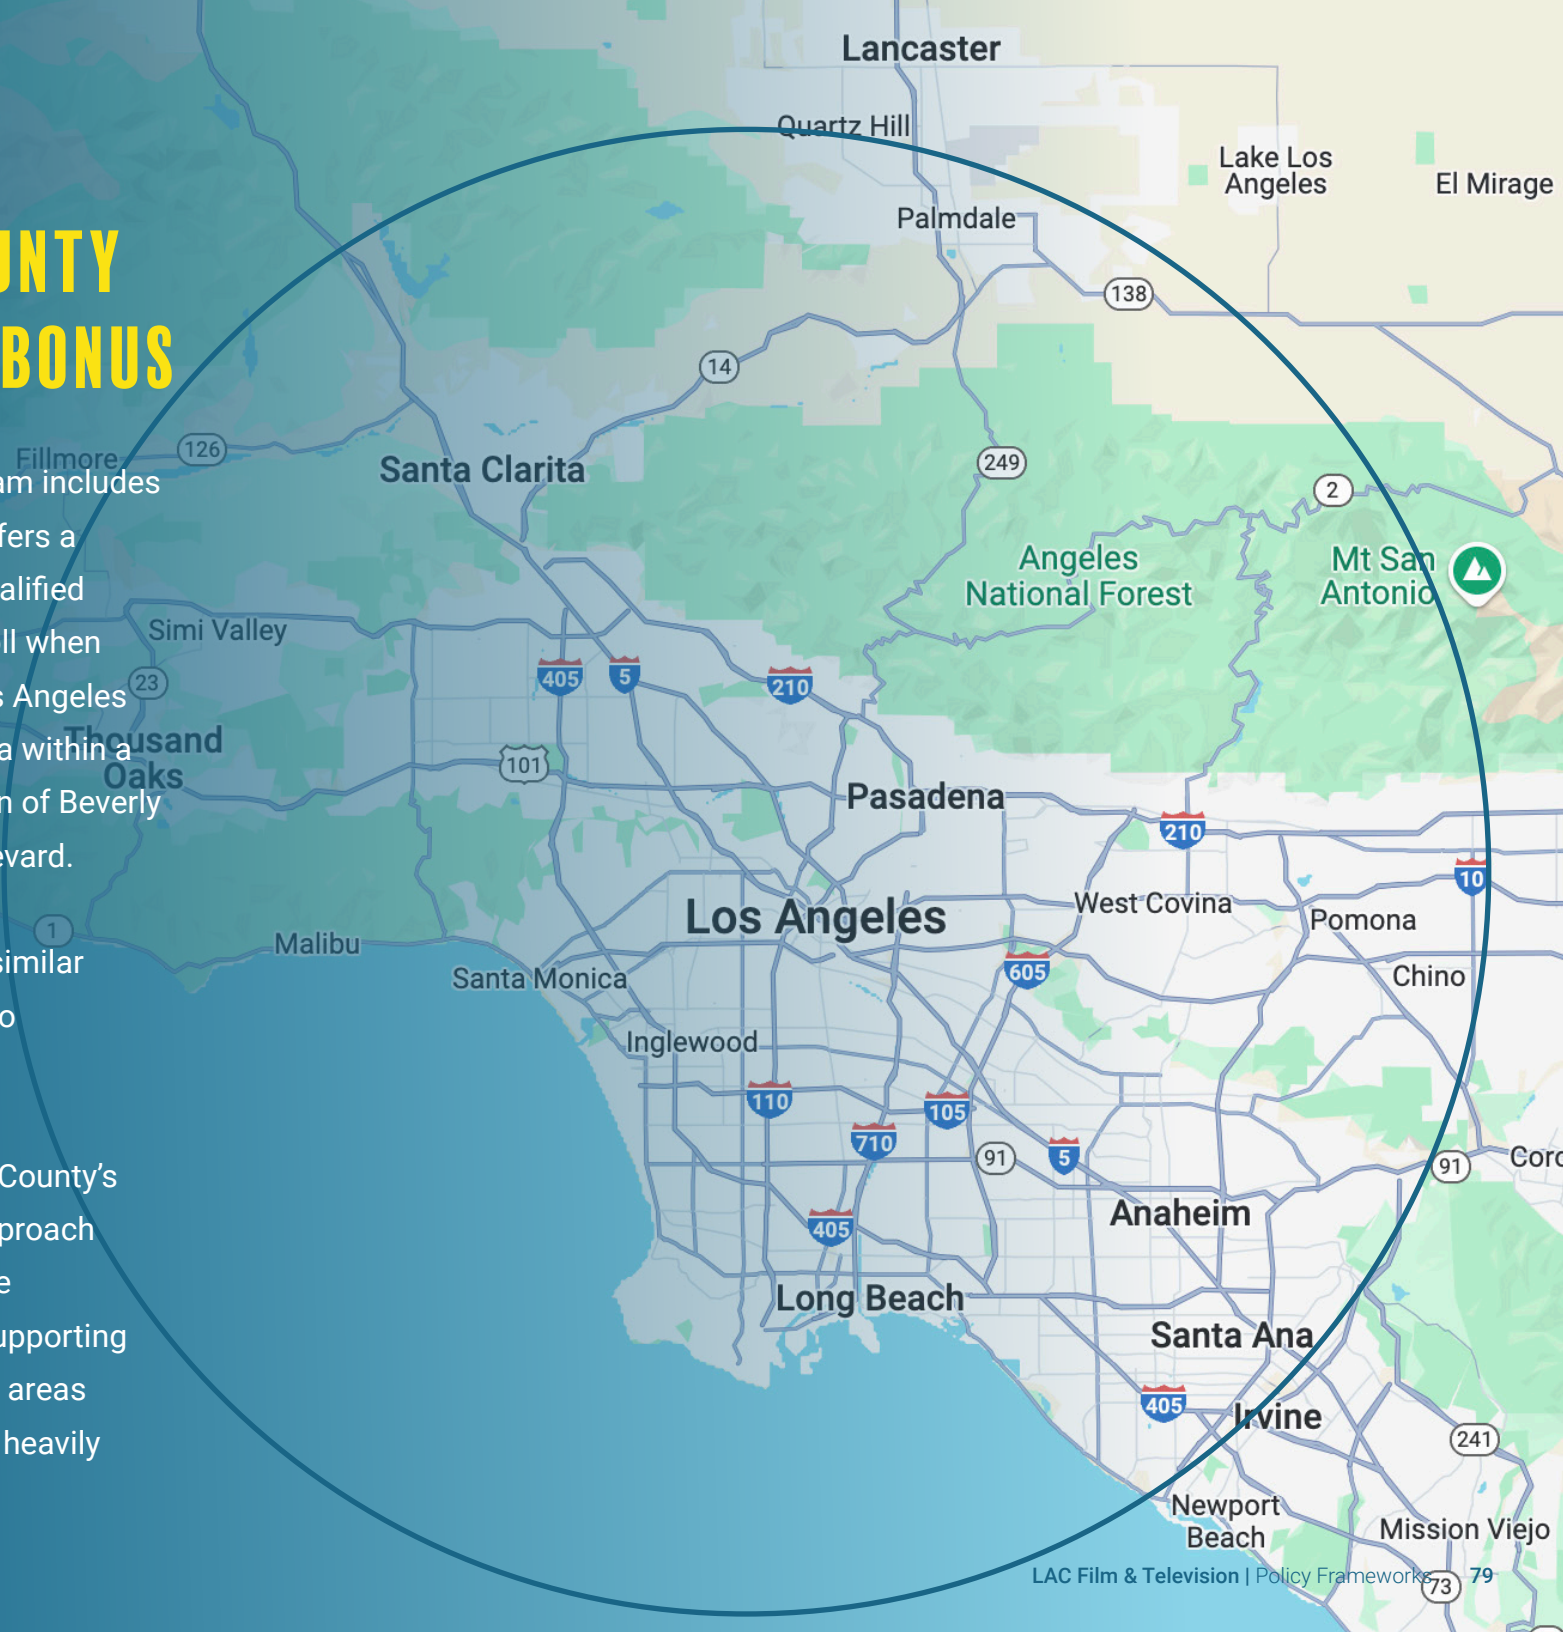 UNTY
BONUS
am includes
fers a
alified
ll when
s Angeles
a within a
n of Beverly
evard.
similar
o
County's
proach
e
upporting
areas
heavily
Lancaster
Quartz Hill
Lake Los
Angeles
El Mirage
Palmdale
138
14
126
Fillmore
Santa Clarita
249
2
Angeles
National Forest
Mt San
Antonio
Simi Valley
405
5
210
23
Thousand
Oaks
101
Pasadena
210
10
Los Angeles
West Covina
Pomona
1
Malibu
Santa Monica
605
Chino
Inglewood
110
105
710
91
5
91
Coro
405
Anaheim
Long Beach
Santa Ana
405
Irvine
241
Newport
Beach
Mission Viejo
73
LAC Film & Television | Policy Frameworks 79